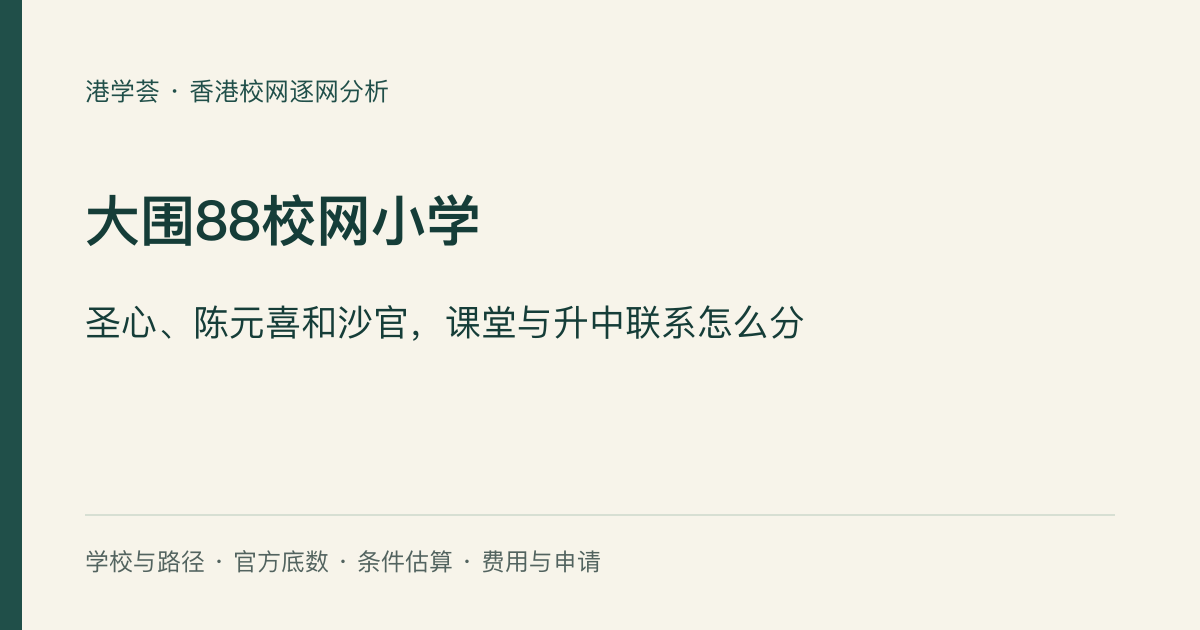 港学荟 · 香港校网逐网分析
大围88校网小学
圣心、陈元喜和沙官，课堂与升中联系怎么分
学校与路径 · 官方底数 · 条件估算 · 费用与申请